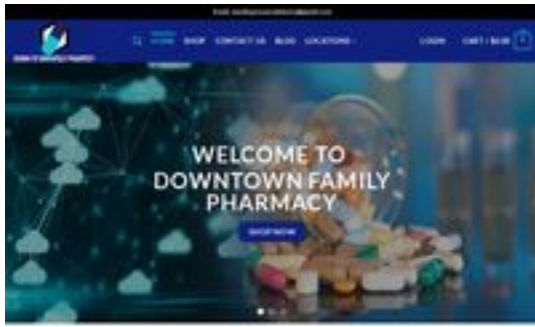 HOME SHOP CONTACT US BLOG LOCATIONS
LOGIN CART /
WELCOME TO
DOWNTOWN FAMILY
PHARMACY
SHOP NOW